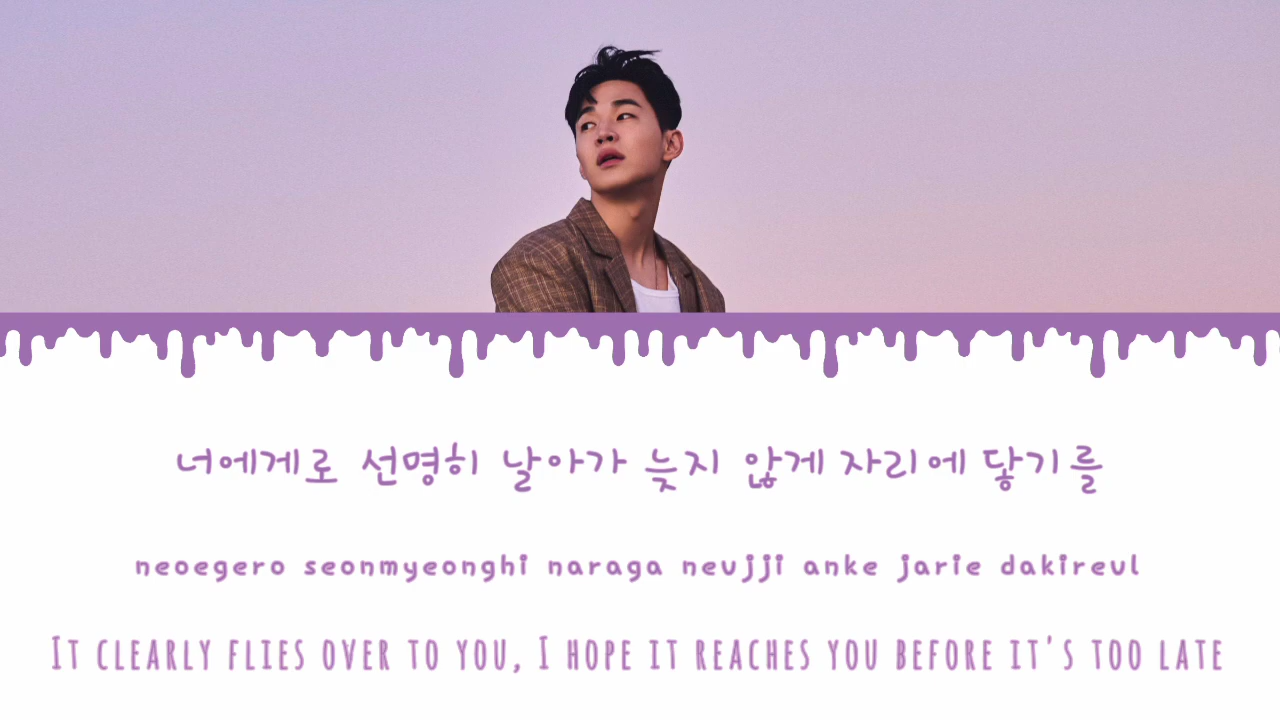 너에게로 선명히 날아가 늦지 않게 자리에 닿기를
neoegero seonmyeonghi naraga neujji anke jarie dakireul
IT CLEARLY FLIES OVER TO YOU, I HOPE IT REACHES YOU BEFORE IT'S TOO LATE